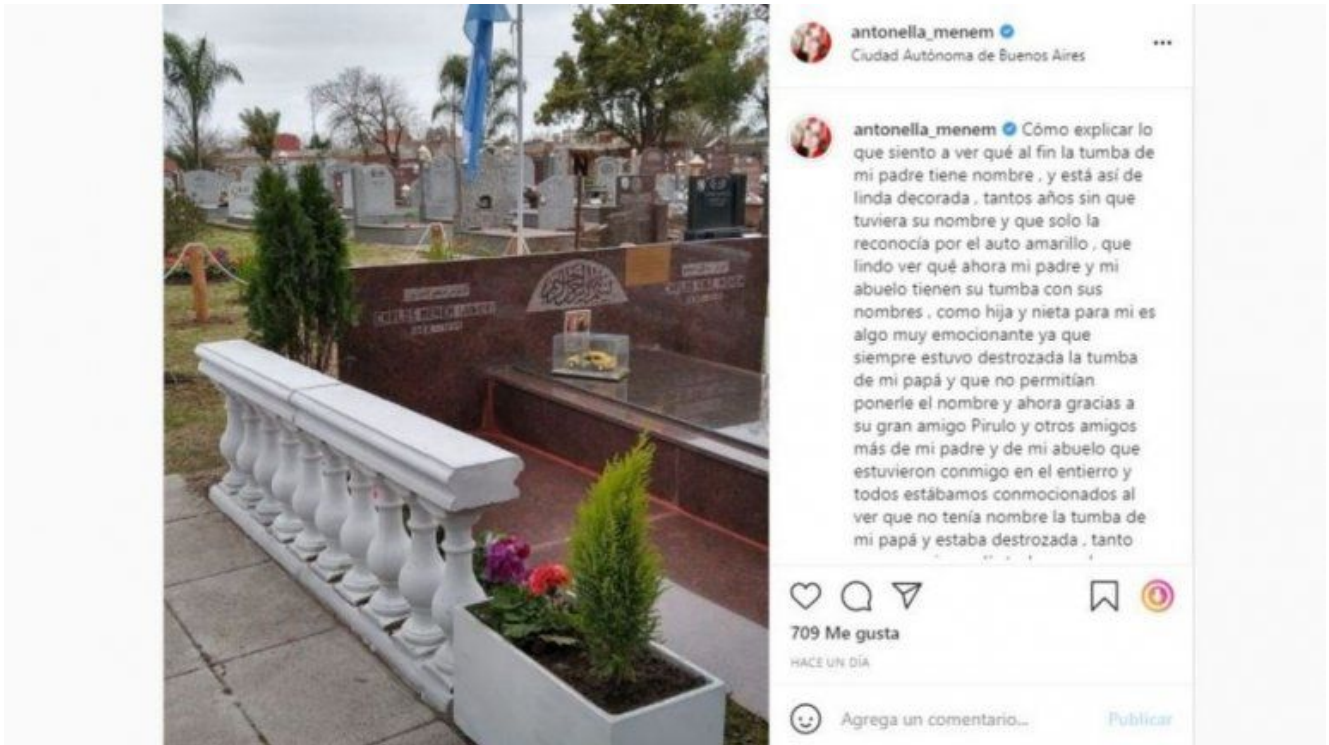 antonella_menem
Ciudad Autónoma de Buenos Aires
antonella_menem Cómo explicar lo
que siento a ver qué al fin la tumba de
mi padre tiene nombre , y está así de
linda decorada , tantos años sin que
tuviera su nombre y que solo la
reconocía por el auto amarillo , que
lindo ver qué ahora mi padre y mi
abuelo tienen su tumba con sus
nombres , como hija y nieta para mi es
algo muy emocionante ya que
siempre estuvo destrozada la tumba
de mi papá y que no permitían
ponerle el nombre y ahora gracias a
su gran amigo Pirulo y otros amigos
más de mi padre y de mi abuelo que
estuvieron conmigo en el entierro y
todos estábamos conmocionados al
ver que no tenía nombre la tumba de
mi papá y estaba destrozada , tanto
709 Me gusta
HACE UN DÍA
Agrega un comentario...
Publicar
CARLOS MENEM (JUNIOR)